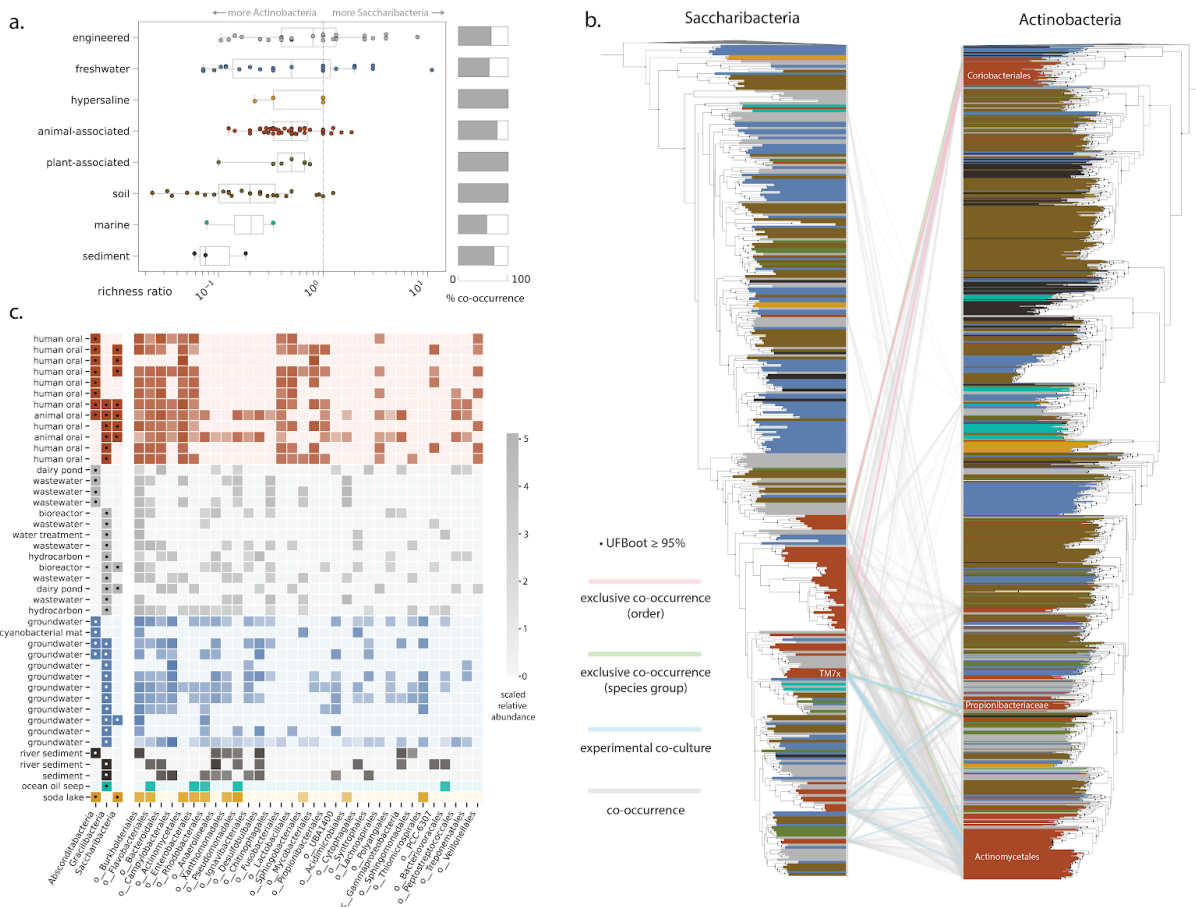 a.
← more Actinobacteria
more Saccharibacteria →
engineered
freshwater
hypersaline
animal-associated
plant-associated
soil
marine
sediment
richness ratio
10⁻¹
10⁰
10¹
0
100
% co-occurrence
b.
Saccharibacteria
Actinobacteria
Coriobacteriales
TM7x
Propionibacteriaceae
Actinomycetales
• UFBoot ≥ 95%
exclusive co-occurrence
(order)
exclusive co-occurrence
(species group)
experimental co-culture
co-occurrence
c.
human oral
human oral
human oral
human oral
human oral
human oral
human oral
animal oral
human oral
animal oral
human oral
human oral
dairy pond
wastewater
wastewater
wastewater
bioreactor
wastewater
water treatment
wastewater
hydrocarbon
bioreactor
wastewater
dairy pond
wastewater
hydrocarbon
groundwater
cyanobacterial mat
groundwater
groundwater
groundwater
groundwater
groundwater
groundwater
groundwater
groundwater
groundwater
groundwater
river sediment
river sediment
sediment
ocean oil seep
soda lake
5
4
3
2
1
0
scaled
relative
abundance
Absconditabacteria
Gracilibacteria
Saccharibacteria
o__Burkholderiales
o__Flavobacteriales
o__Bacteroidales
o__Campylobacterales
o__Actinomycetales
o__Enterobacterales
o__Rhodobacterales
o__Anaerolineales
o__Xanthomonadales
o__Pseudomonadales
o__Ignavibacteriales
o__Desulfobulbales
o__Chitinophagales
o__Fusobacteriales
o__Lactobacillales
o__Sphingobacteriales
o__Mycobacteriales
o__Propionibacteriales
o__UBA1400
o__Acidimicrobiales
o__Cytophagales
o__Syntrophales
o__Saccinospirales
o__Polyangiales
c__Gammaproteobacteria
o__Sphingomonadales
o__Thiomicrospirales
o__PCC-6307
o__Bacteriovoracales
o__Peptostreptococcales
o__Treponematales
o__Veillonellales